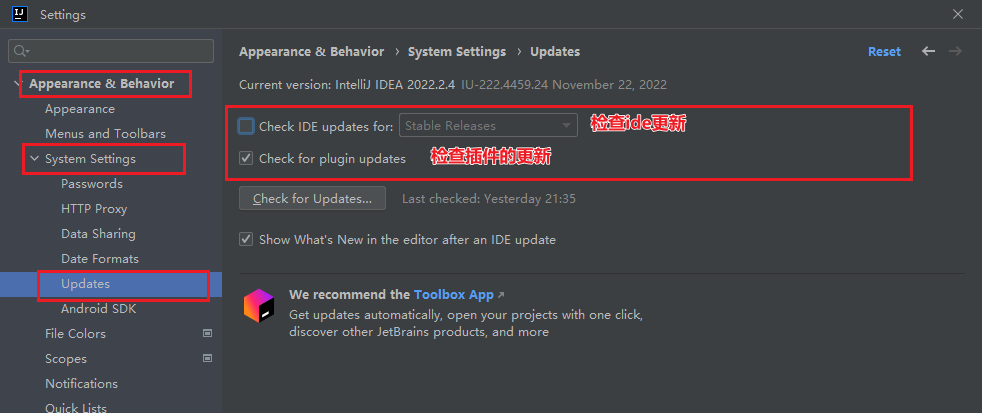 IJ
Settings
Appearance & Behavior
Appearance
Menus and Toolbars
System Settings
Passwords
HTTP Proxy
Data Sharing
Date Formats
Updates
Android SDK
File Colors
Scopes
Notifications
Quick Lists
Appearance & Behavior › System Settings › Updates
Reset
Current version: IntelliJ IDEA 2022.2.4 IU-222.4459.24 November 22, 2022
Check IDE updates for: Stable Releases 检查ide更新
Check for plugin updates 检查插件的更新
Check for Updates... Last checked: Yesterday 21:35
Show What's New in the editor after an IDE update
We recommend the Toolbox App ↗
Get updates automatically, open your projects with one click,
discover other JetBrains products, and more